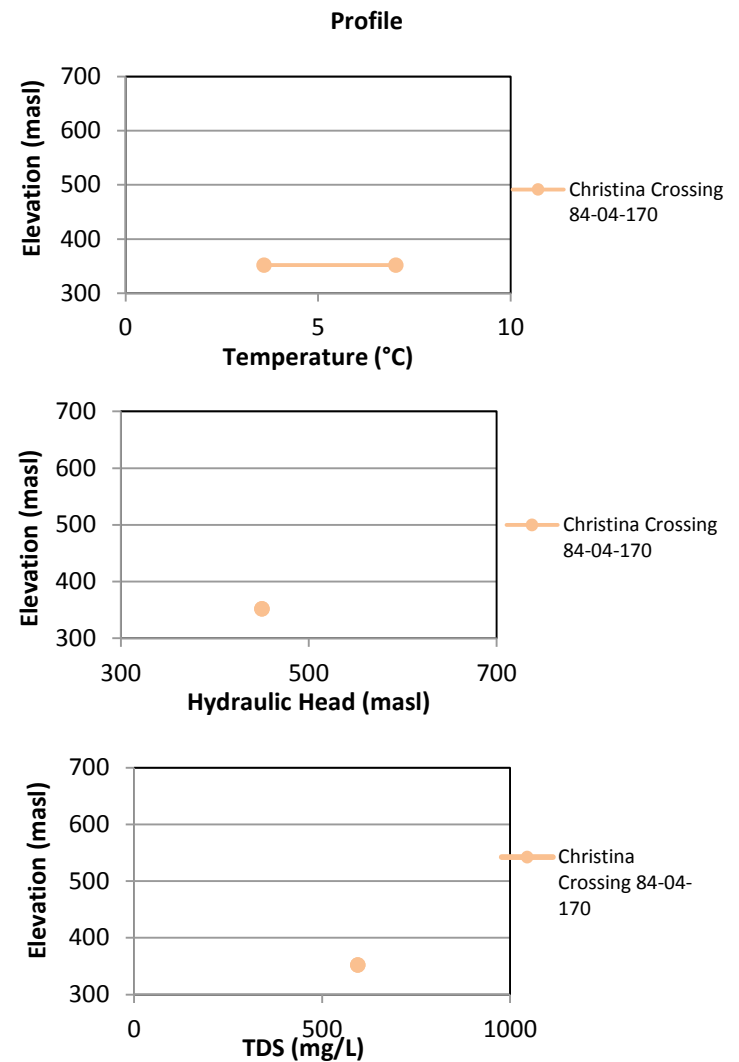 Profile
Elevation (masl)
700
600
500
400
300
0
5
10
Temperature (°C)
Christina Crossing
84-04-170
Elevation (masl)
700
600
500
400
300
300
500
700
Hydraulic Head (masl)
Christina Crossing
84-04-170
Elevation (masl)
700
600
500
400
300
0
500
1000
TDS (mg/L)
Christina
Crossing 84-04-
170